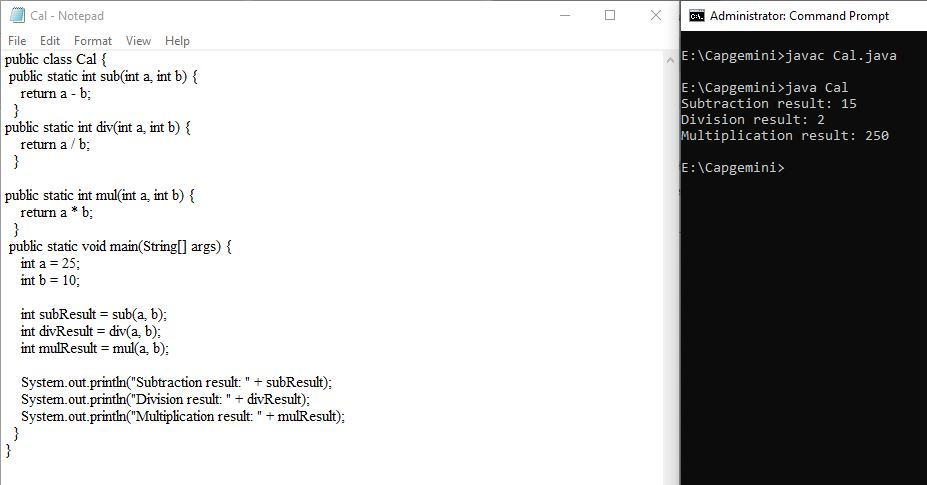 Cal - Notepad
File Edit Format View Help
public class Cal {
public static int sub(int a, int b) {
return a - b;
}
public static int div(int a, int b) {
return a / b;
}
public static int mul(int a, int b) {
return a * b;
}
public static void main(String[] args) {
int a = 25;
int b = 10;
int subResult = sub(a, b);
int divResult = div(a, b);
int mulResult = mul(a, b);
System.out.println("Subtraction result: " + subResult);
System.out.println("Division result: " + divResult);
System.out.println("Multiplication result: " + mulResult);
}
}
Administrator: Command Prompt
E:\Capgemini>javac Cal.java
E:\Capgemini>java Cal
Subtraction result: 15
Division result: 2
Multiplication result: 250
E:\Capgemini>